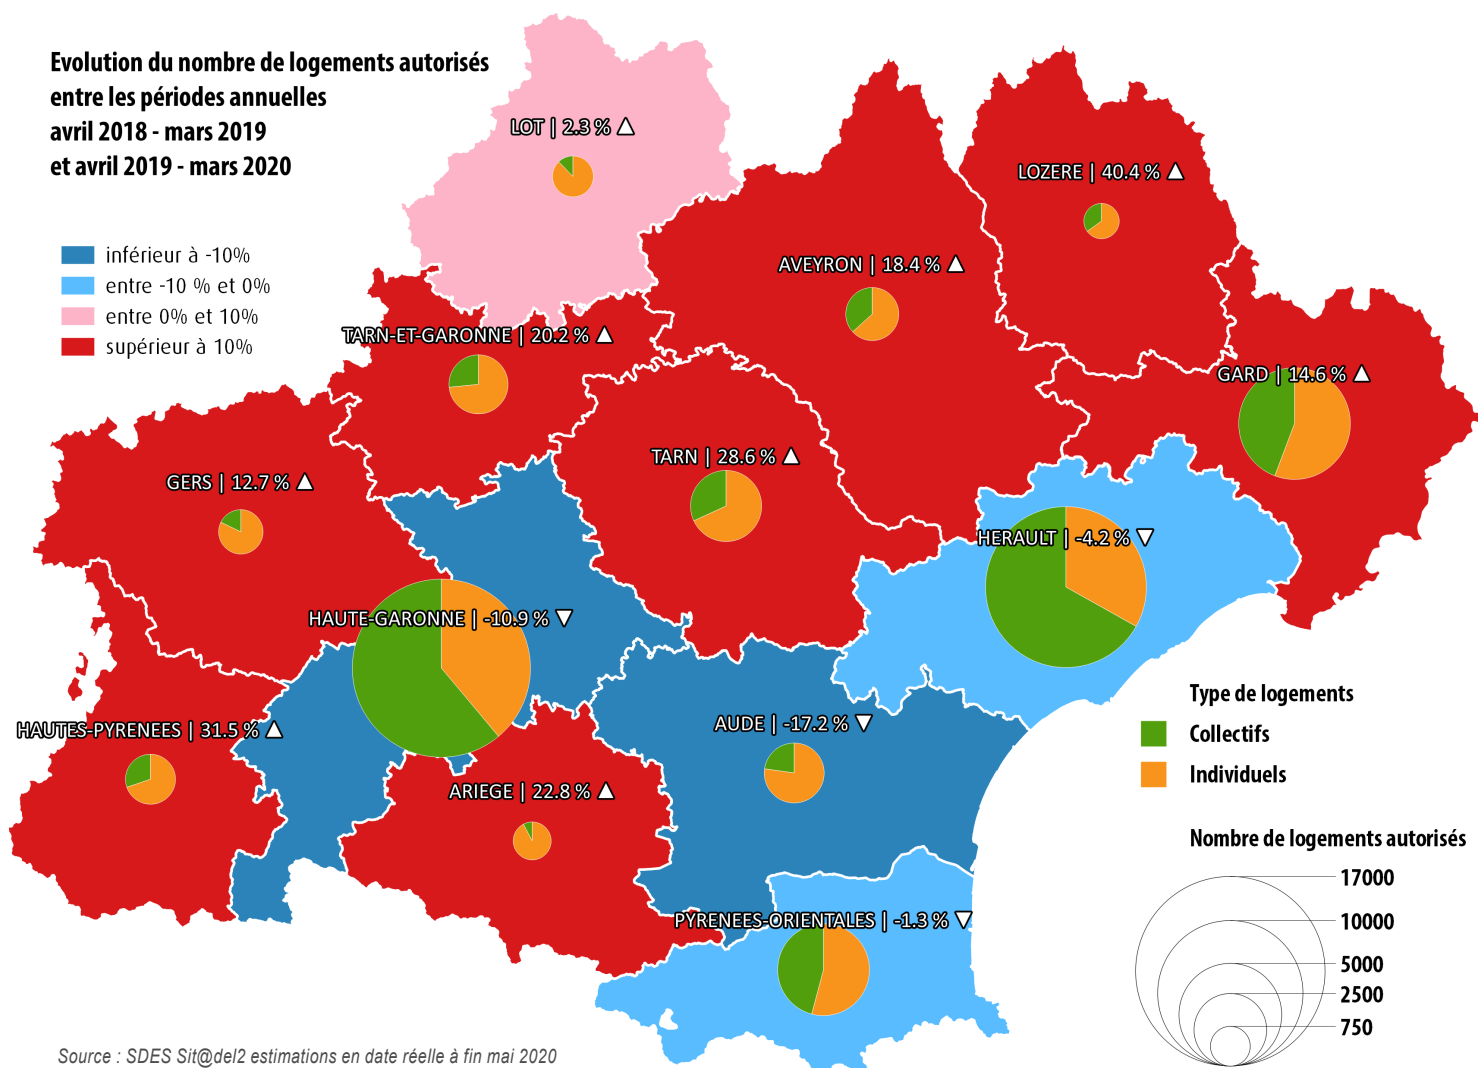 Evolution du nombre de logements autorisés
entre les périodes annuelles
avril 2018 - mars 2019
et avril 2019 - mars 2020
inférieur à -10%
entre -10 % et 0%
entre 0% et 10%
supérieur à 10%
LOT | 2.3 % ▲
LOZERE | 40.4 % ▲
AVEYRON | 18.4 % ▲
TARN-ET-GARONNE | 20.2 % ▲
GARD | 14.6 % ▲
TARN | 28.6 % ▲
GERS | 12.7 % ▲
HERAULT | -4.2 % ▼
HAUTE-GARONNE | -10.9 % ▼
HAUTES-PYRENEES | 31.5 % ▲
AUDE | -17.2 % ▼
ARIEGE | 22.8 % ▲
PYRENEES-ORIENTALES | -1.3 % ▼
Type de logements
Collectifs
Individuels
Nombre de logements autorisés
17000
10000
5000
2500
750
Source : SDES Sit@del2 estimations en date réelle à fin mai 2020